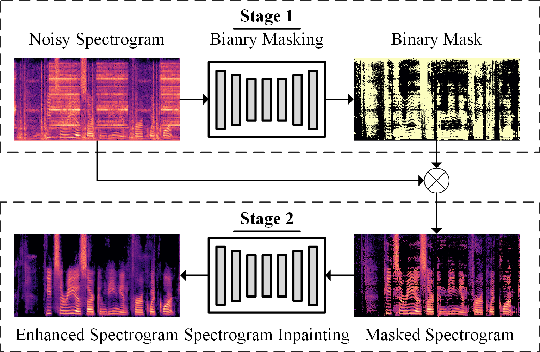 Stage 1
Noisy Spectrogram Bianry Masking Binary Mask
Stage 2
Enhanced Spectrogram Spectrogram Inpainting Masked Spectrogram